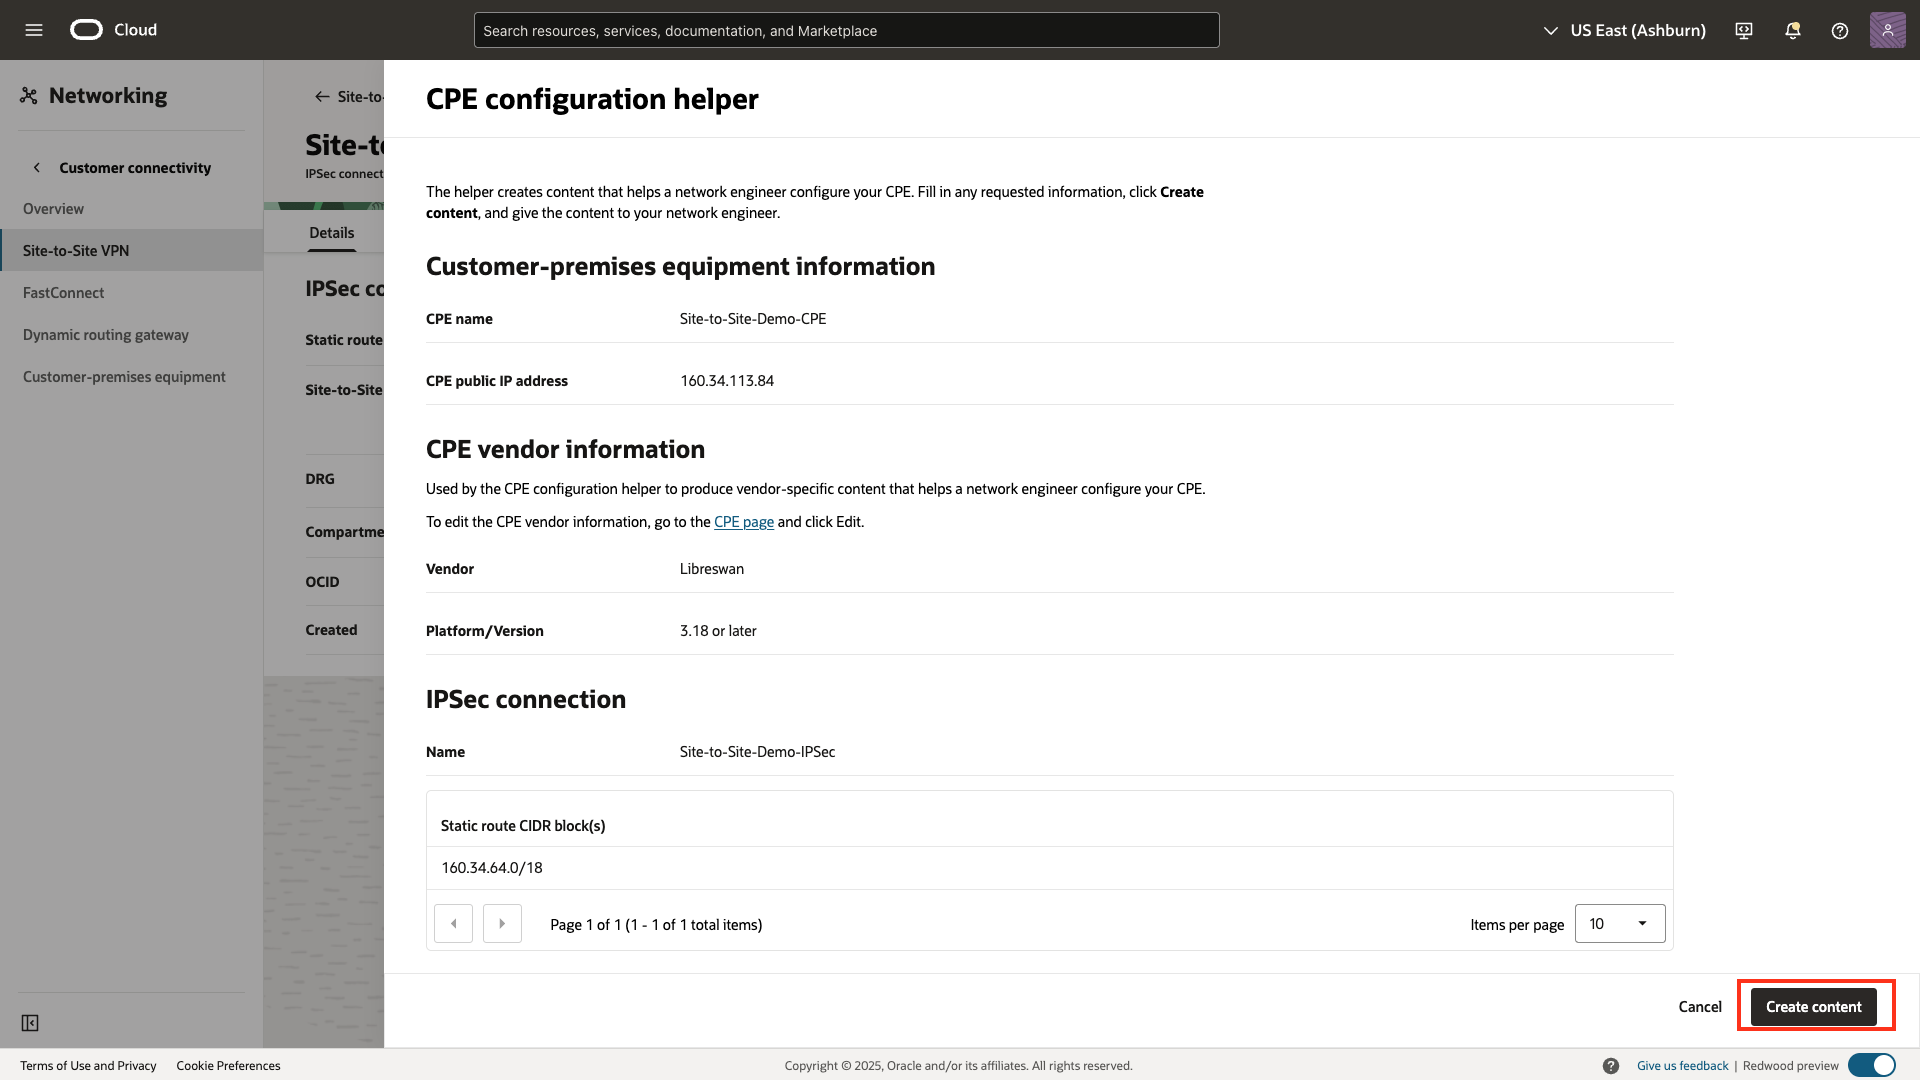 Cloud
Search resources, services, documentation, and Marketplace
US East (Ashburn)
Networking
Customer connectivity
Overview
Site-to-Site VPN
FastConnect
Dynamic routing gateway
Customer-premises equipment
Site-to-
Site-to
IPSec connect
Details
IPSec co
Static route
Site-to-Site
DRG
Compartme
OCID
Created
CPE configuration helper
The helper creates content that helps a network engineer configure your CPE. Fill in any requested information, click Create
content, and give the content to your network engineer.
Customer-premises equipment information
CPE name Site-to-Site-Demo-CPE
CPE public IP address 160.34.113.84
CPE vendor information
Used by the CPE configuration helper to produce vendor-specific content that helps a network engineer configure your CPE.
To edit the CPE vendor information, go to the CPE page and click Edit.
Vendor Libreswan
Platform/Version 3.18 or later
IPSec connection
Name Site-to-Site-Demo-IPSec
Static route CIDR block(s)
160.34.64.0/18
Page 1 of 1 (1 - 1 of 1 total items) Items per page 10
Cancel Create content
Terms of Use and Privacy Cookie Preferences Copyright © 2025, Oracle and/or its affiliates. All rights reserved. Give us feedback | Redwood preview